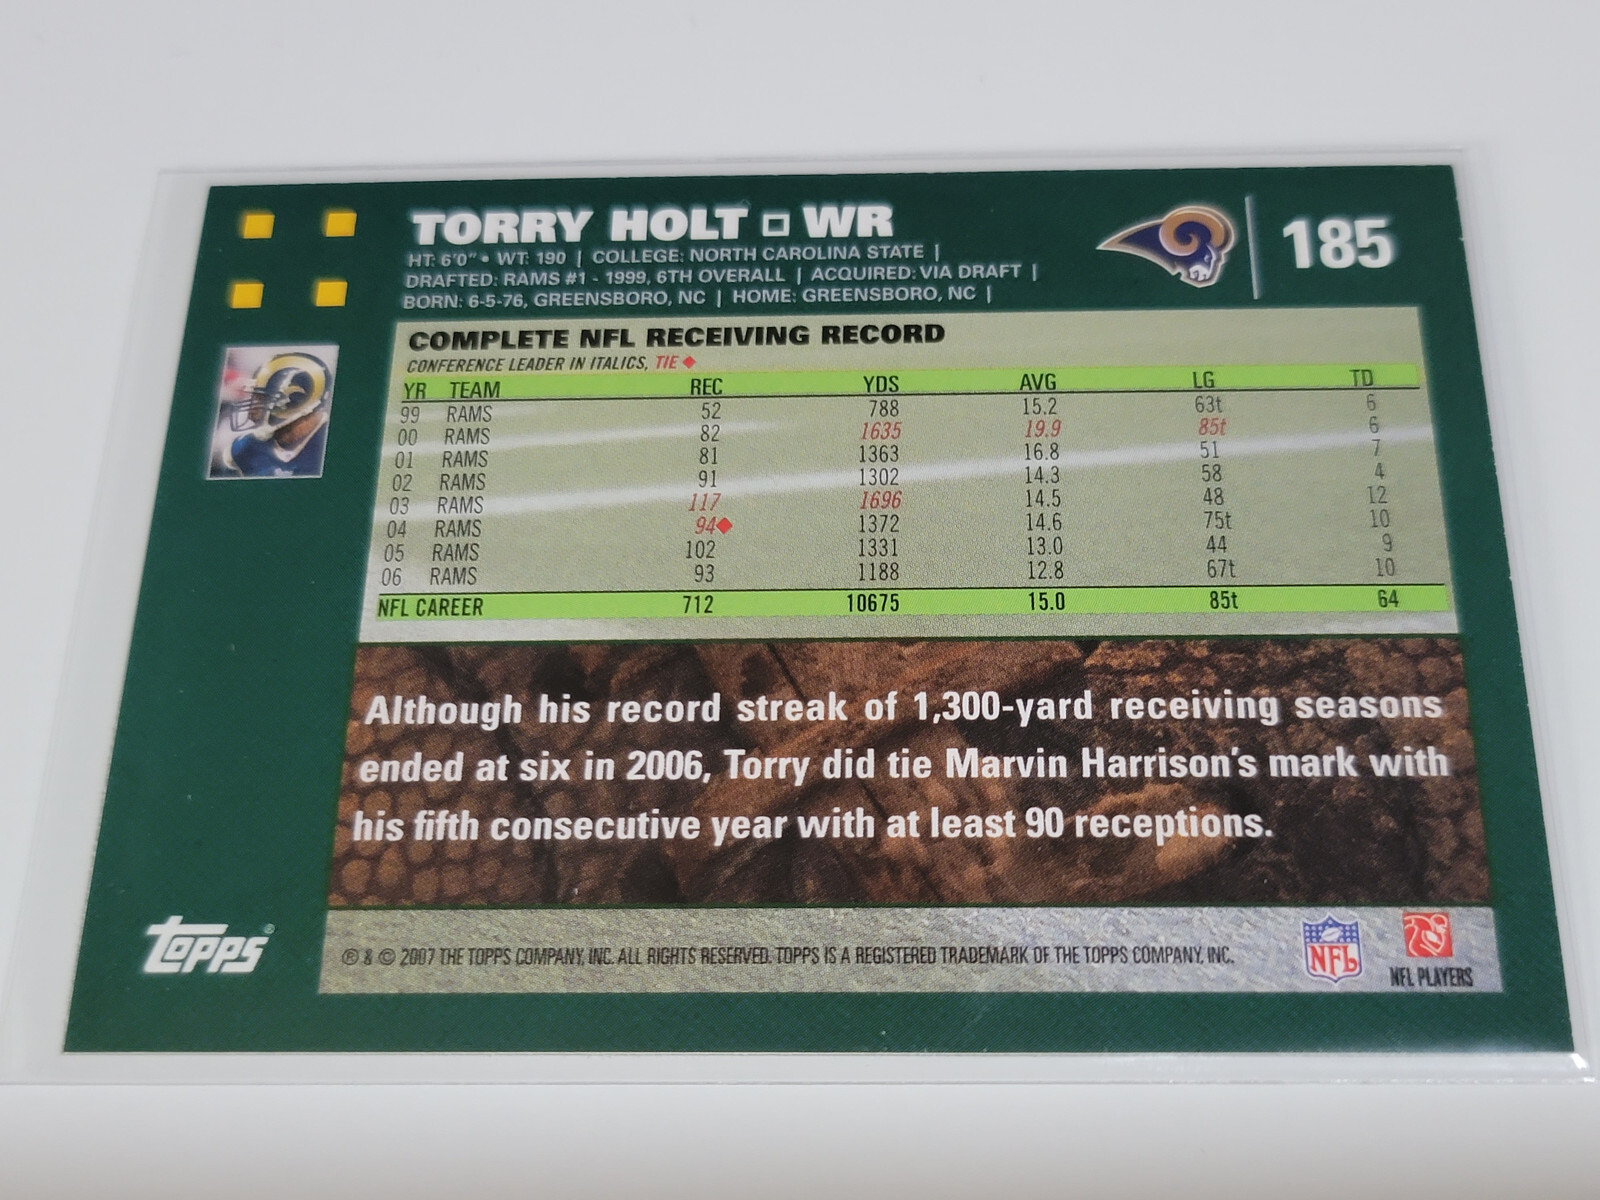 TORRY HOLT □ WR
185
HT: 6'0" • WT: 190 | COLLEGE: NORTH CAROLINA STATE |
DRAFTED: RAMS #1 - 1999, 6TH OVERALL | ACQUIRED: VIA DRAFT |
BORN: 6-5-76, GREENSBORO, NC | HOME: GREENSBORO, NC |
COMPLETE NFL RECEIVING RECORD
CONFERENCE LEADER IN ITALICS, TIE ◆
YR TEAM REC YDS AVG LG TD
99 RAMS 52 788 15.2 63t 6
00 RAMS 82 1635 19.9 85t 6
01 RAMS 81 1363 16.8 51 7
02 RAMS 91 1302 14.3 58 4
03 RAMS 117 1696 14.5 48 12
04 RAMS 94◆ 1372 14.6 75t 10
05 RAMS 102 1331 13.0 44 9
06 RAMS 93 1188 12.8 67t 10
NFL CAREER 712 10675 15.0 85t 64
Although his record streak of 1,300-yard receiving seasons
ended at six in 2006, Torry did tie Marvin Harrison's mark with
his fifth consecutive year with at least 90 receptions.
Topps®
® & © 2007 THE TOPPS COMPANY, INC. ALL RIGHTS RESERVED. TOPPS IS A REGISTERED TRADEMARK OF THE TOPPS COMPANY, INC.
NFL
NFL PLAYERS